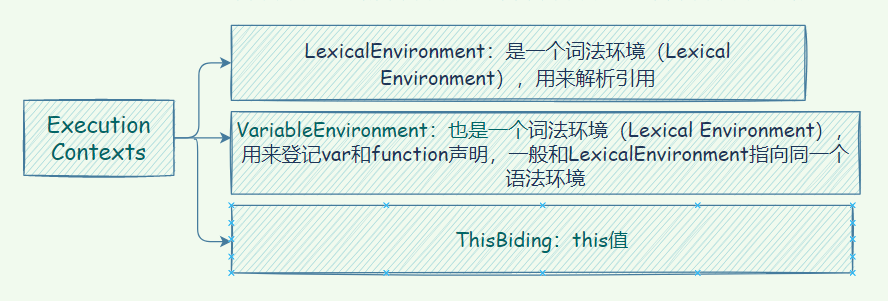 LexicalEnvironment：是一个词法环境（Lexical
Environment），用来解析引用
Execution
Contexts
VariableEnvironment：也是一个词法环境（Lexical Environment），
用来登记var和function声明，一般和LexicalEnvironment指向同一个
语法环境
ThisBiding：this值